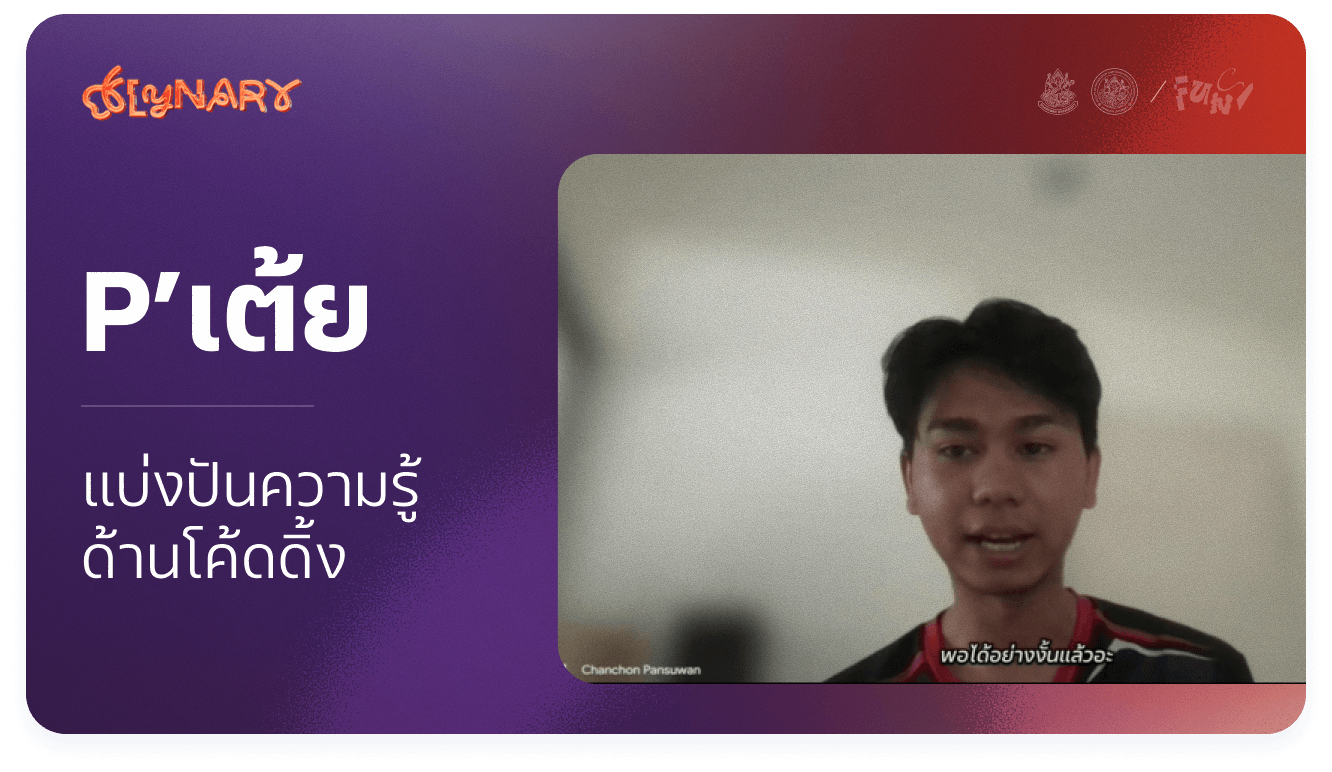 P'เต้ย
แบ่งปันความรู้
ด้านโค้ดดิ้ง
พอได้อย่างงั้นแล้วอะ
Chanchon Pansuwan